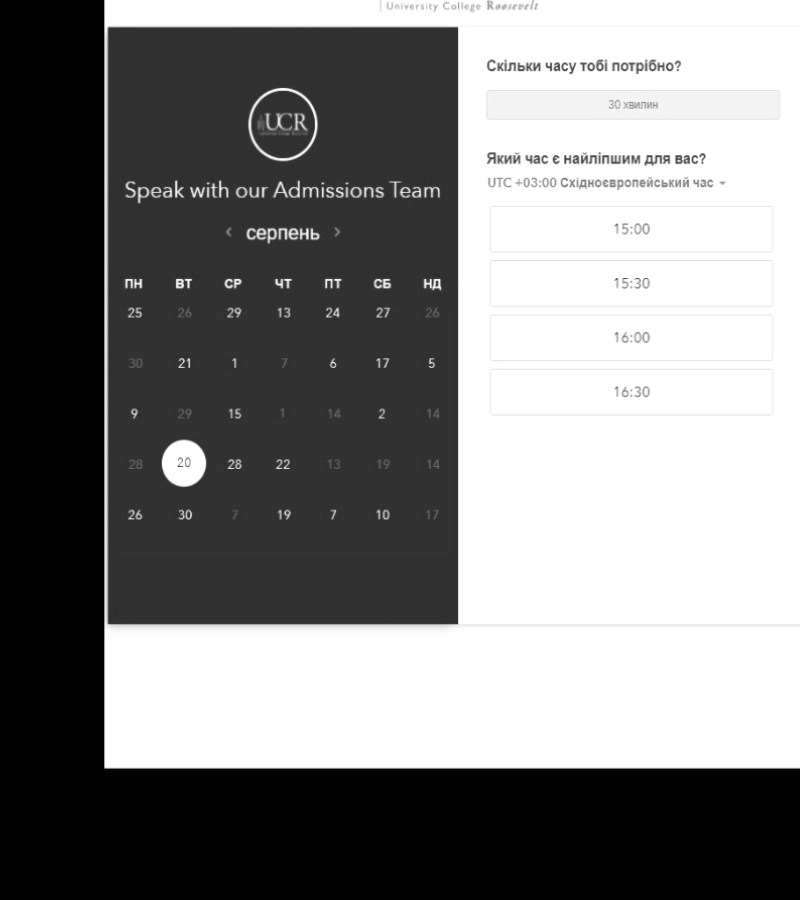 University College Roosevelt
UCR
Speak with our Admissions Team
‹ серпень ›
ПН ВТ СР ЧТ ПТ СБ НД
25 26 29 13 24 27 26
30 21 1 7 6 17 5
9 29 15 1 14 2 14
28 20 28 22 13 19 14
26 30 7 19 7 10 17
Скільки часу тобі потрібно?
30 хвилин
Який час є найліпшим для вас?
UTC +03:00 Східноєвропейський час
15:00
15:30
16:00
16:30